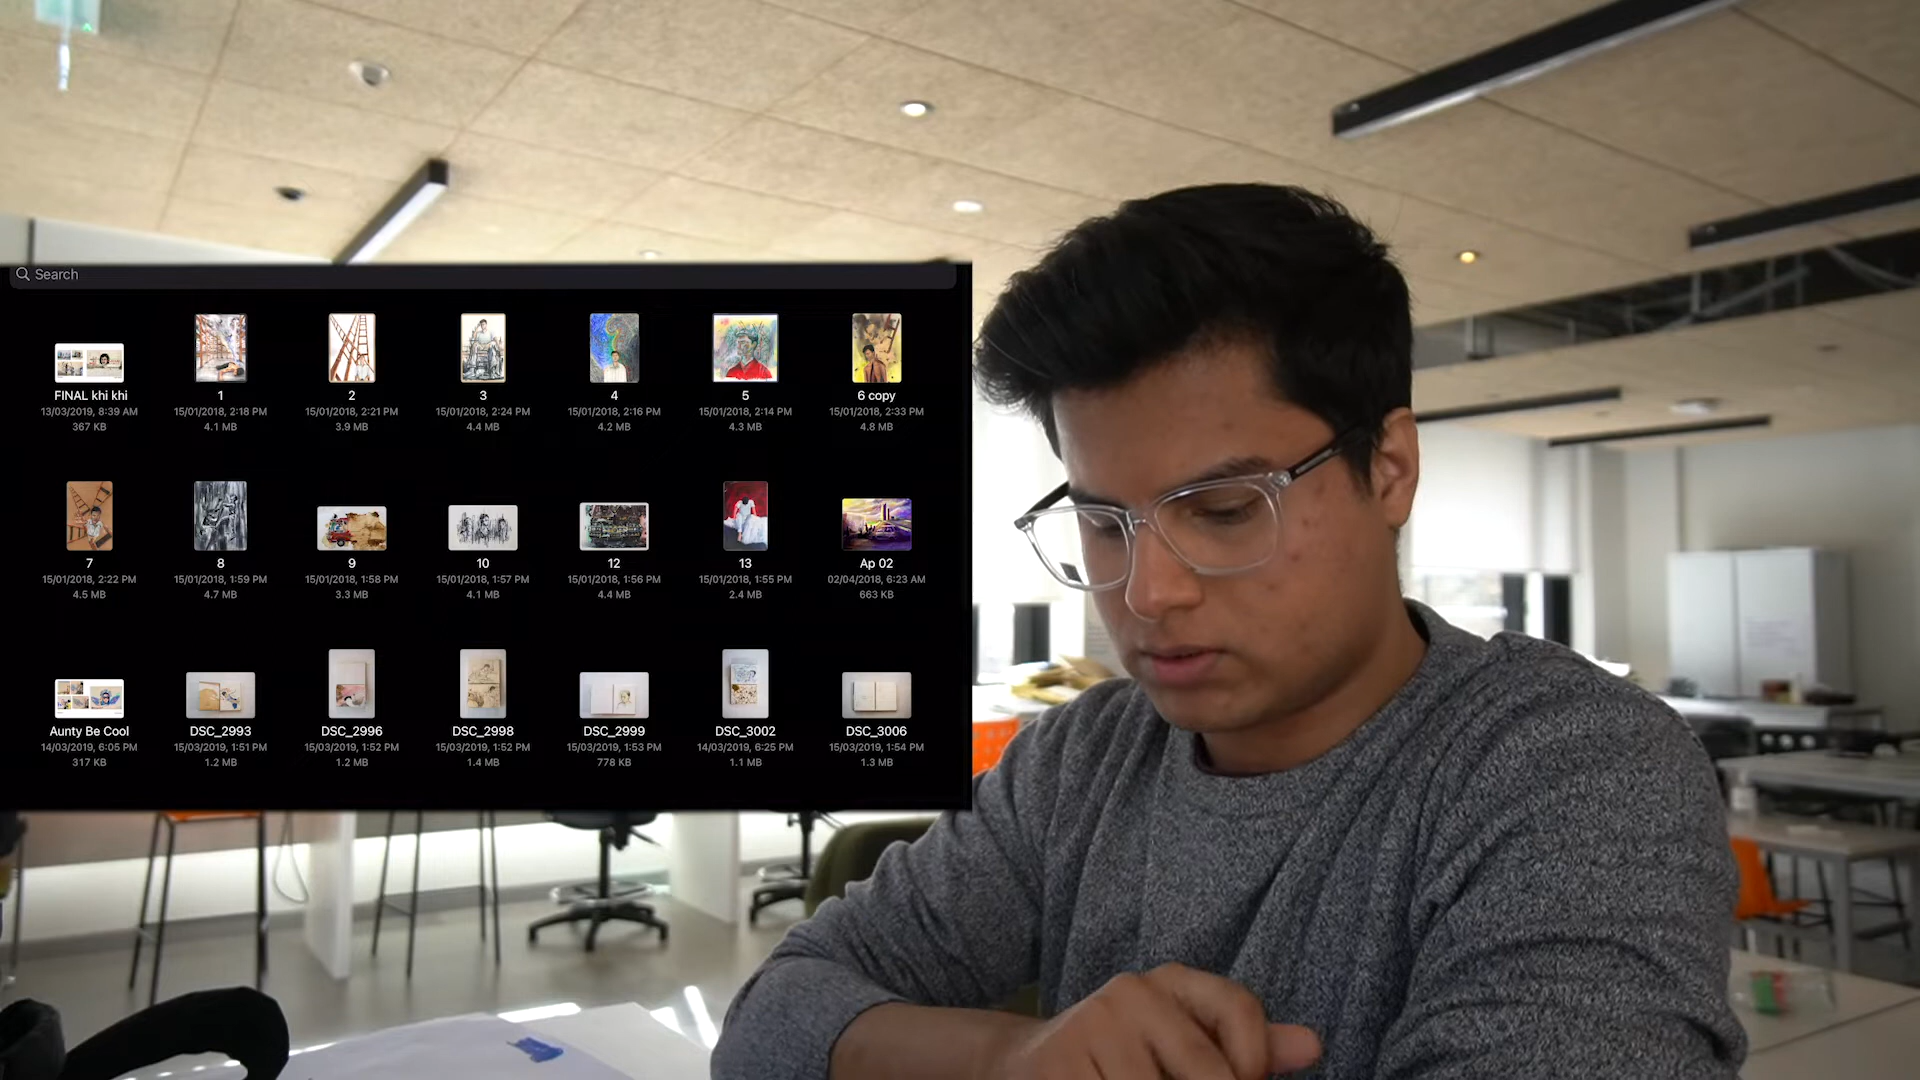 Search
FINAL khi khi
13/03/2019, 8:39 AM
367 KB
1
15/01/2018, 2:18 PM
4.1 MB
2
15/01/2018, 2:21 PM
3.9 MB
3
15/01/2018, 2:24 PM
4.4 MB
4
15/01/2018, 2:16 PM
4.2 MB
5
15/01/2018, 2:14 PM
4.3 MB
6 copy
15/01/2018, 2:33 PM
4.8 MB
7
15/01/2018, 2:22 PM
4.5 MB
8
15/01/2018, 1:59 PM
4.7 MB
9
15/01/2018, 1:58 PM
3.3 MB
10
15/01/2018, 1:57 PM
4.1 MB
12
15/01/2018, 1:56 PM
4.4 MB
13
15/01/2018, 1:55 PM
2.4 MB
Ap 02
02/04/2018, 6:23 AM
663 KB
Aunty Be Cool
14/03/2019, 6:05 PM
317 KB
DSC_2993
15/03/2019, 1:51 PM
1.2 MB
DSC_2996
15/03/2019, 1:52 PM
1.2 MB
DSC_2998
15/03/2019, 1:52 PM
1.4 MB
DSC_2999
15/03/2019, 1:53 PM
778 KB
DSC_3002
14/03/2019, 6:25 PM
1.1 MB
DSC_3006
15/03/2019, 1:54 PM
1.3 MB